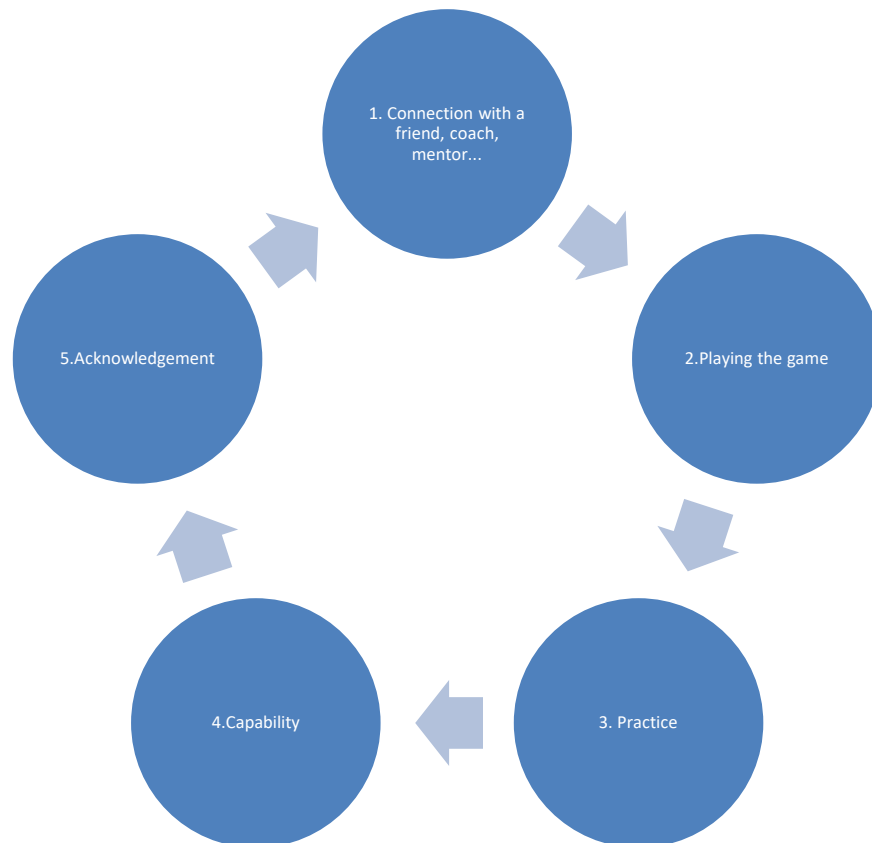 1. Connection with a
friend, coach,
mentor...
2.Playing the game
3. Practice
4.Capability
5.Acknowledgement